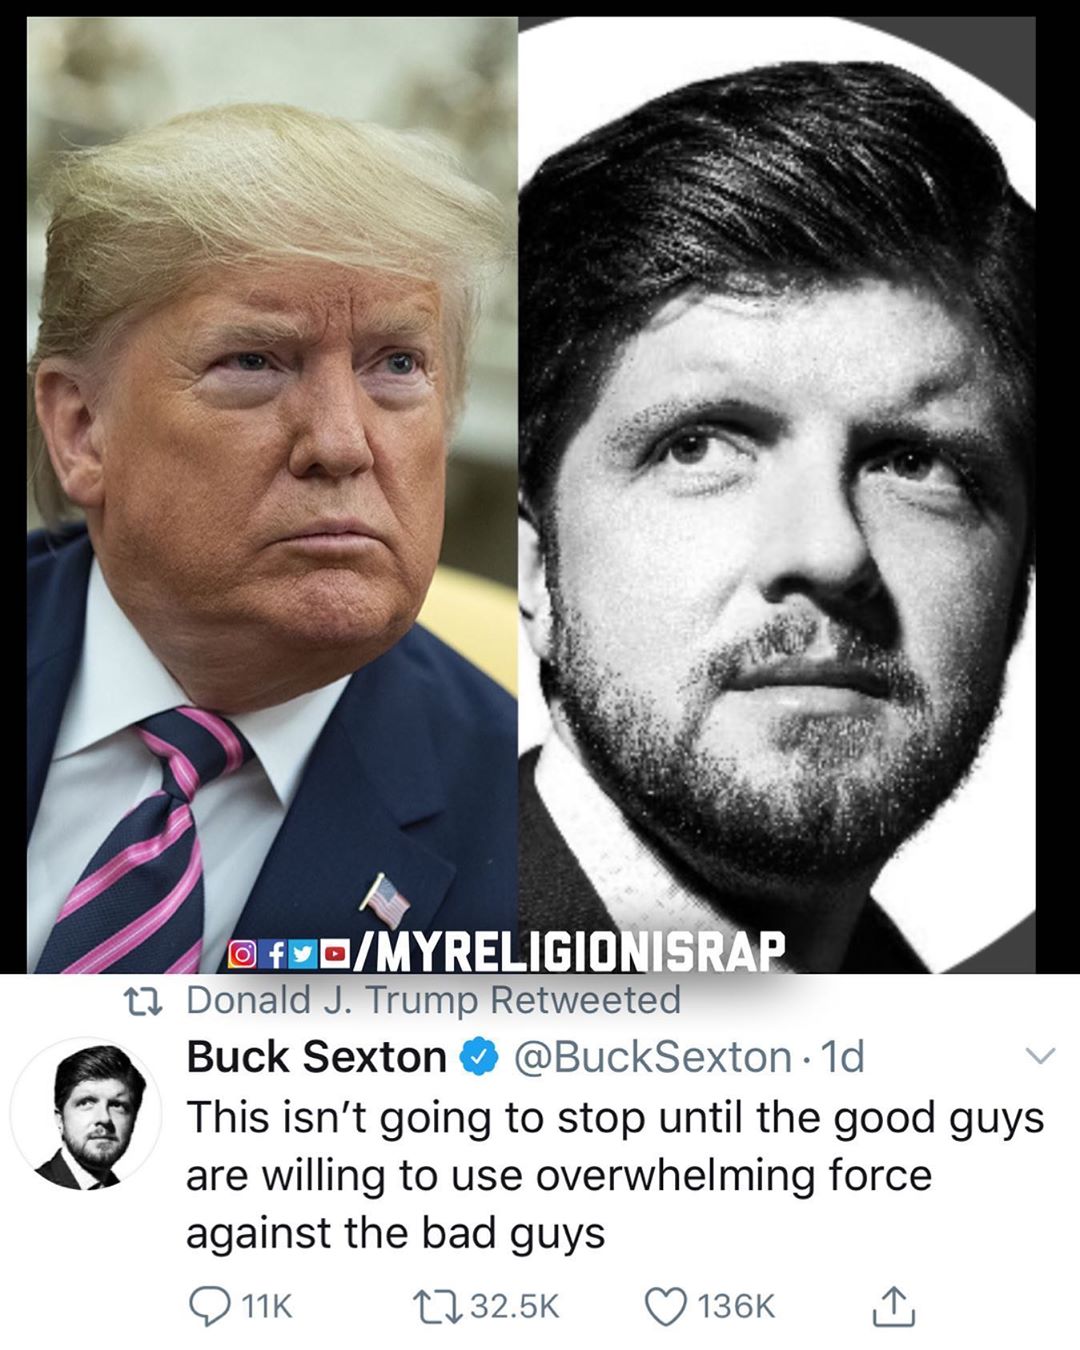 /MYRELIGIONISRAP
Donald J. Trump Retweeted
Buck Sexton @BuckSexton · 1d
This isn’t going to stop until the good guys
are willing to use overwhelming force
against the bad guys
11K 32.5K 136K